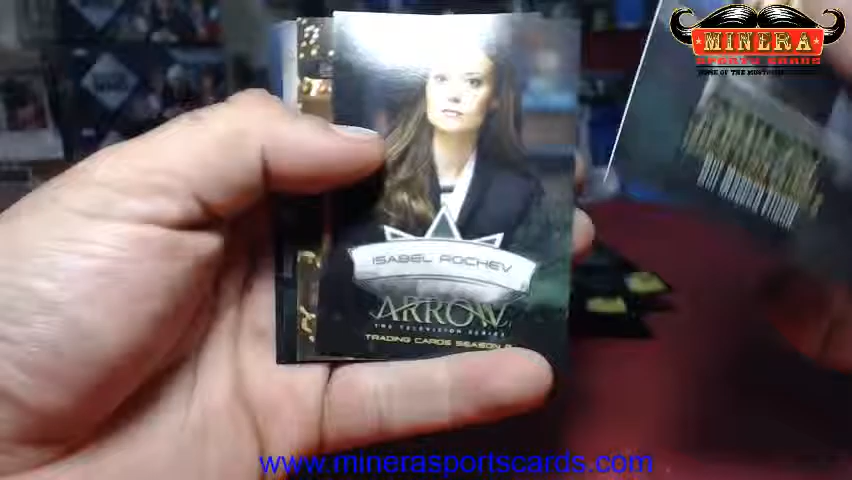 MINERA
SPORTS CARDS
HOME OF THE MUSTACHE
ISABEL ROCHEV
ARROW
THE TELEVISION SERIES
TRADING CARDS SEASON 2
www.minerasportscards.com